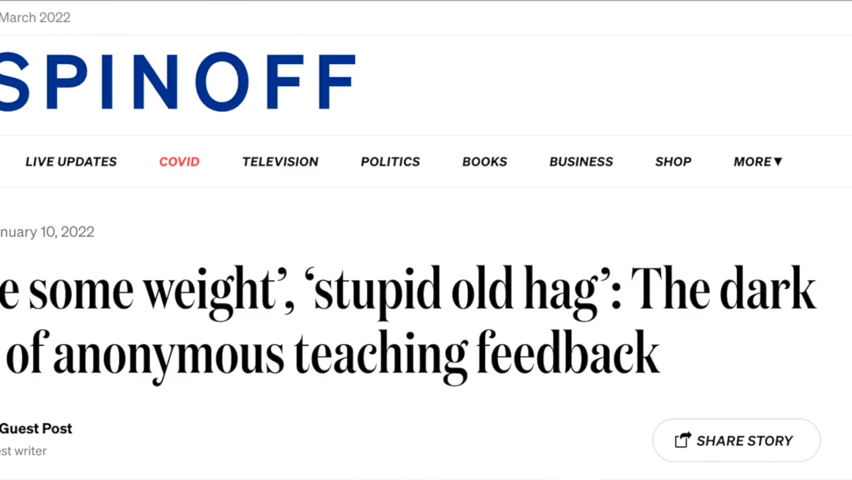 March 2022
SPINOFF
LIVE UPDATES COVID TELEVISION POLITICS BOOKS BUSINESS SHOP MORE▼
nuary 10, 2022
e some weight’, ‘stupid old hag’: The dark
of anonymous teaching feedback
Guest Post
st writer
SHARE STORY